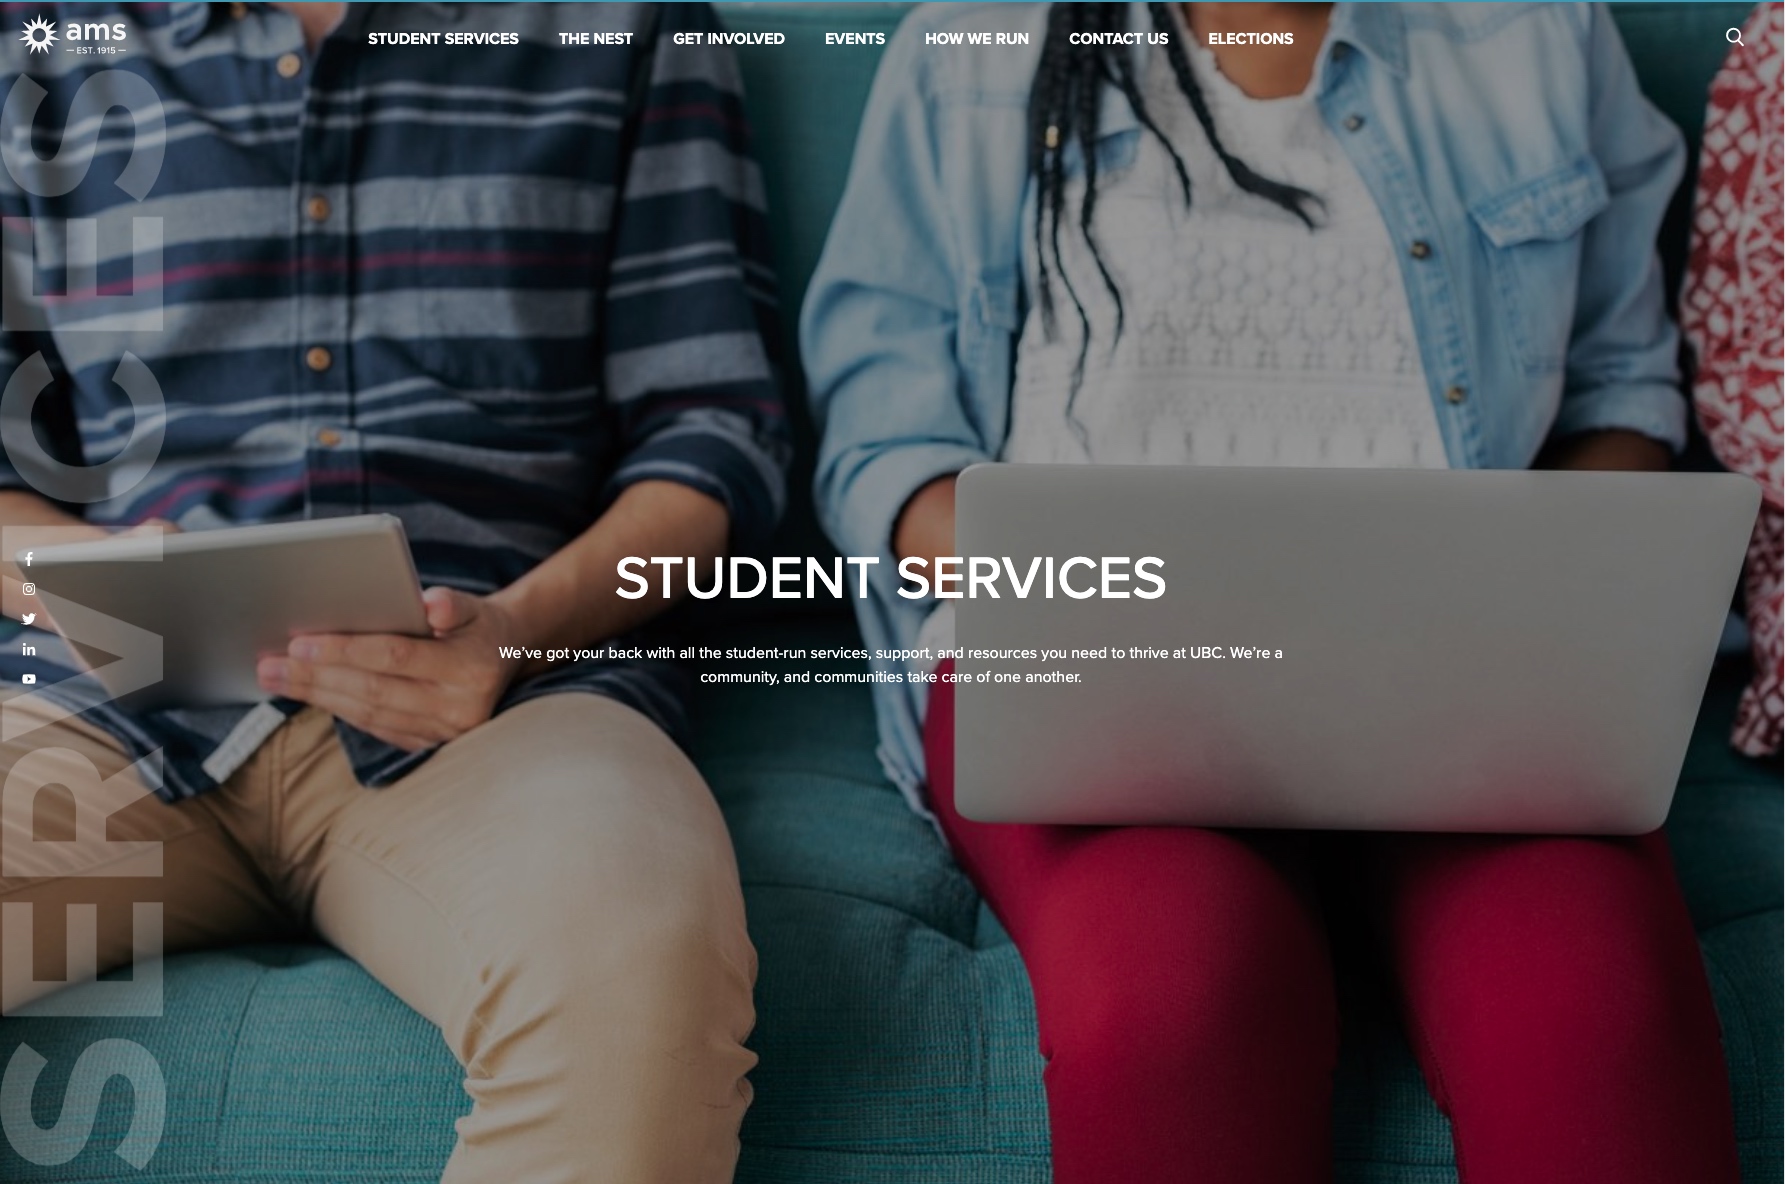 ams
EST. 1915
STUDENT SERVICES
THE NEST
GET INVOLVED
EVENTS
HOW WE RUN
CONTACT US
ELECTIONS
SERVICES
STUDENT SERVICES
We’ve got your back with all the student-run services, support, and resources you need to thrive at UBC. We’re a
community, and communities take care of one another.